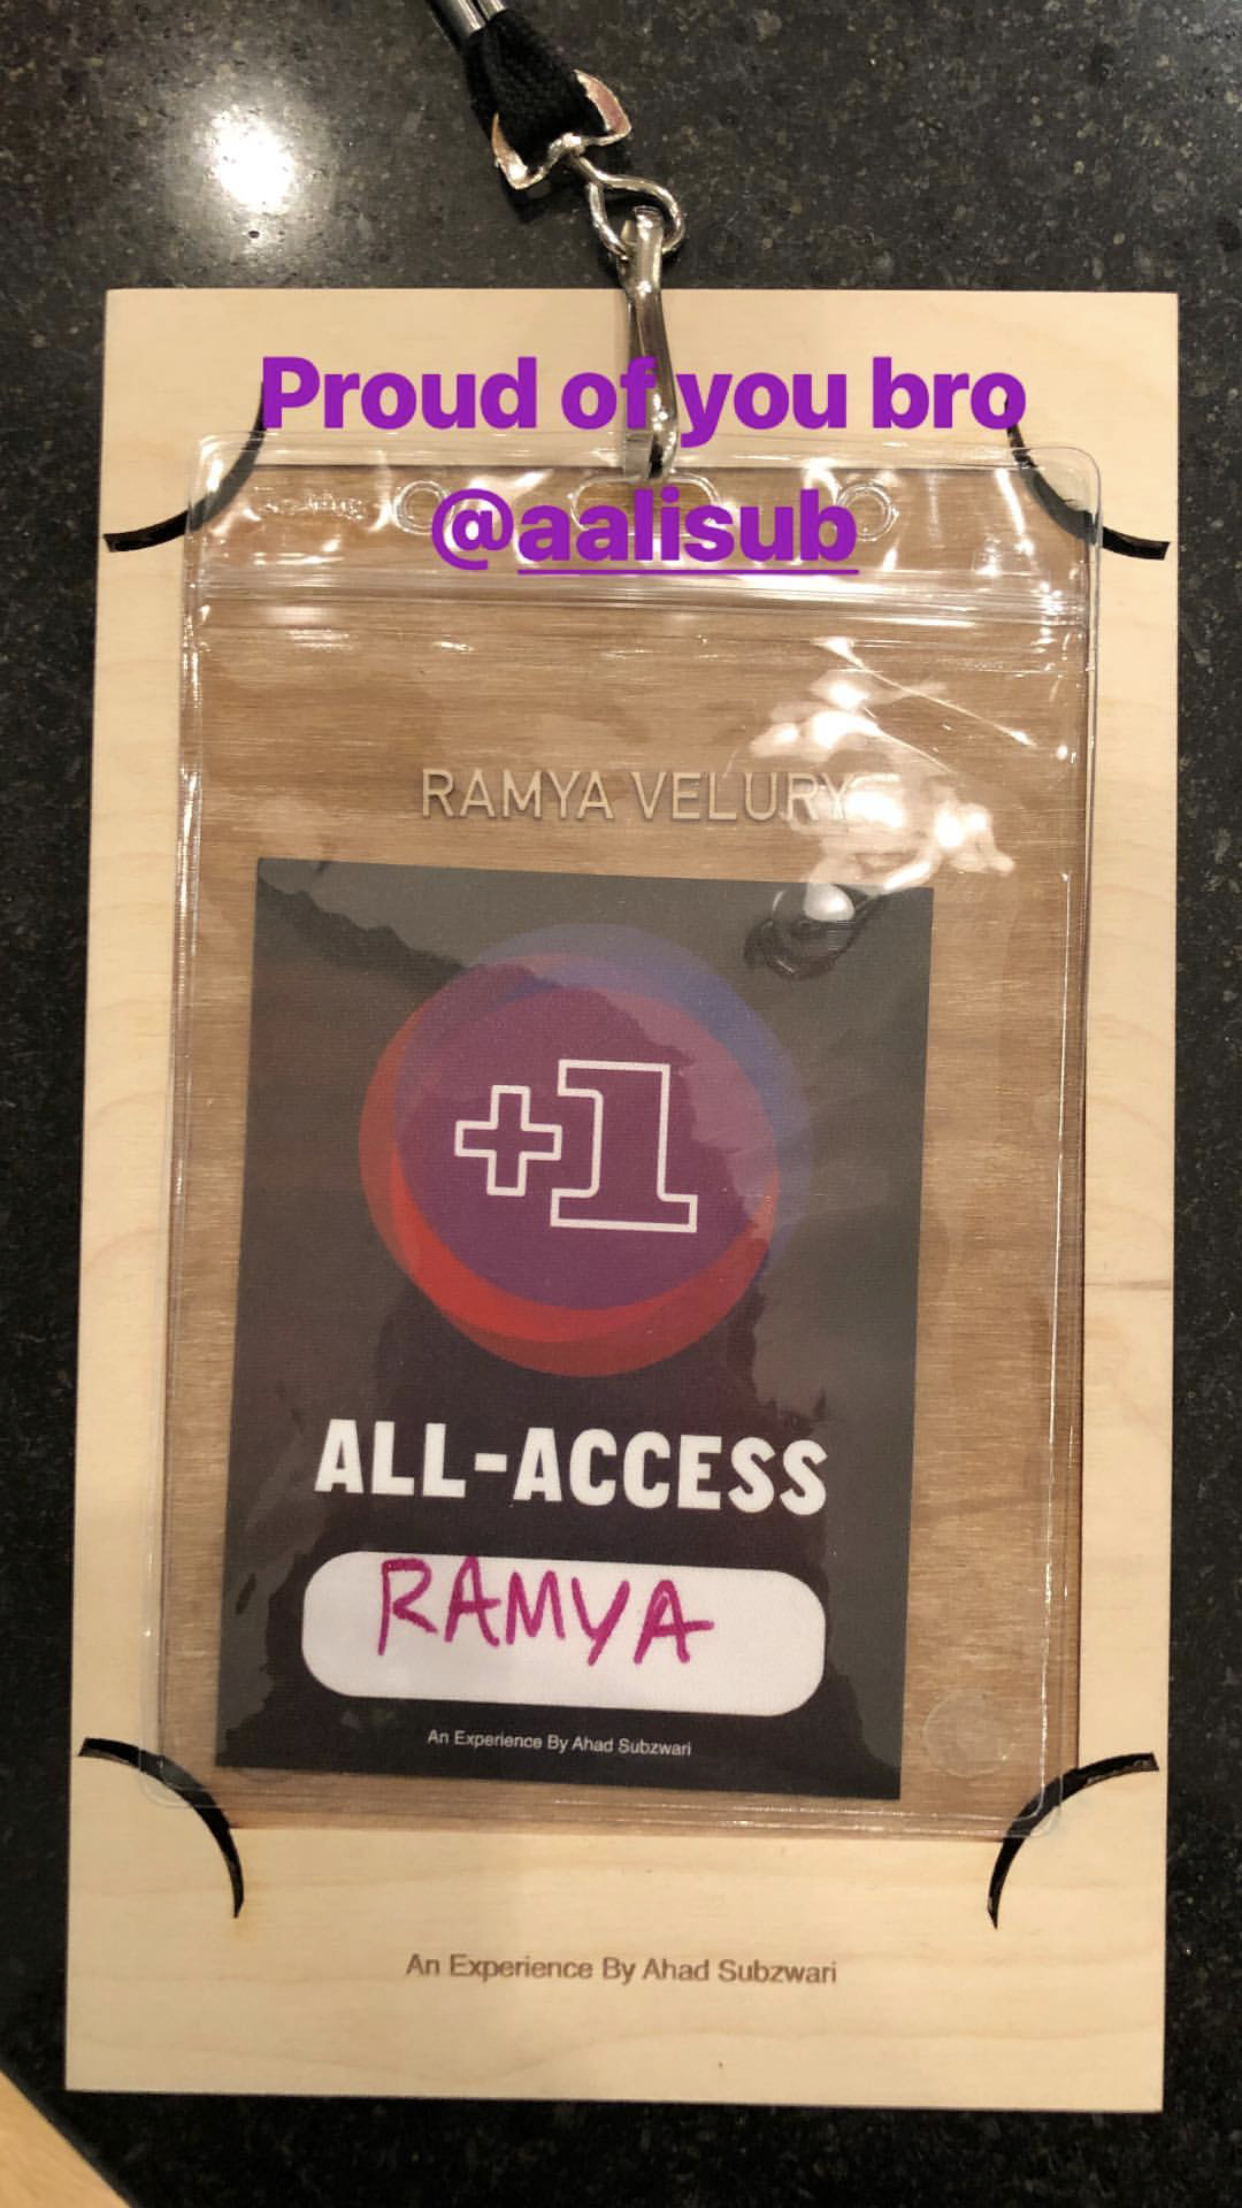 Proud of you bro
@aalisub
RAMYA VELURY
+1
ALL-ACCESS
RAMYA
An Experience By Ahad Subzwari
An Experience By Ahad Subzwari